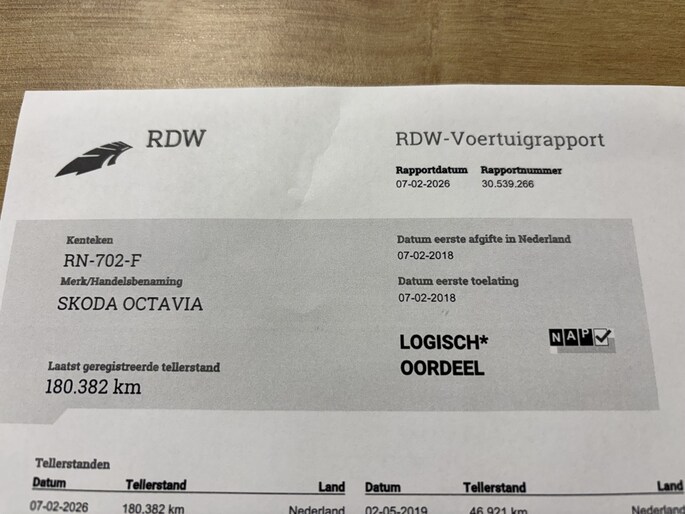 RDW
RDW-Voertuigrapport
Rapportdatum Rapportnummer
07-02-2026 30.539.266
Kenteken
RN-702-F
Merk/Handelsbenaming
SKODA OCTAVIA
Laatst geregistreerde tellerstand
180.382 km
Datum eerste afgifte in Nederland
07-02-2018
Datum eerste toelating
07-02-2018
LOGISCH*
OORDEEL
NAP
Tellerstanden
Datum Tellerstand Land Datum Tellerstand Land
07-02-2026 180.382 km Nederland 02-05-2019 46.921 km Nederland